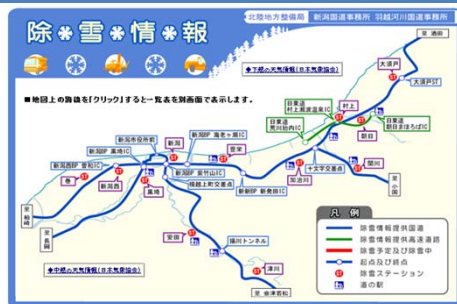 北陸地方整備局 新潟国道事務所 羽越河川国道事務所
除雪情報
■地図上の路線を「クリック」すると一覧表を別画面で表示します。
◆下越の天気情報(日本気象協会)
至 酒田
大須戸
大須戸ST
村上
日東道
村上瀬波温泉IC
日東道
荒川胎内IC
朝日
日東道
朝日まほろばIC
新潟市役所前
新潟
新潟BP 海老ヶ瀬IC
新潟BP 黒埼IC
豊栄
新潟西BP 曽和IC
新潟BP 紫竹山IC
十文字交差点
関川
加治川
巻
新潟西
黒埼
横越上町交差点
新新BP 新発田IC
至 小国
至 柏崎
至 長岡
安田
揚川トンネル
津川
至 会津若松
◆中越の天気情報(日本気象協会)
凡例
除雪情報提供国道
除雪情報提供高速道路
除雪予定及び除雪中
起点及び終点
ST 除雪ステーション
道の駅